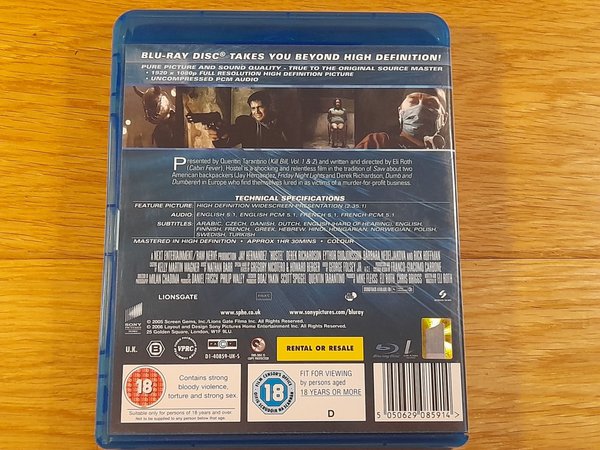 BLU-RAY DISC® TAKES YOU BEYOND HIGH DEFINITION!
PURE PICTURE AND SOUND QUALITY - TRUE TO THE ORIGINAL SOURCE MASTER
• 1920 x 1080p FULL RESOLUTION HIGH DEFINITION PICTURE
• UNCOMPRESSED PCM AUDIO
Presented by Quentin Tarantino (Kill Bill, Vol. 1 & 2) and written and directed by Eli Roth
(Cabin Fever), Hostel is a shocking and relentless film in the tradition of Saw about two
American backpackers (Jay Hernandez, Friday Night Lights and Derek Richardson, Dumb and
Dumberer) in Europe who find themselves lured in as victims of a murder-for-profit business.
TECHNICAL SPECIFICATIONS
FEATURE PICTURE: HIGH DEFINITION WIDESCREEN PRESENTATION (2.35:1)
AUDIO: ENGLISH 5.1, ENGLISH PCM 5.1, FRENCH 5.1, FRENCH PCM 5.1
SUBTITLES: ARABIC, CZECH, DANISH, DUTCH, ENGLISH (HARD OF HEARING), ENGLISH,
FINNISH, FRENCH, GREEK, HEBREW, HINDI, HUNGARIAN, NORWEGIAN, POLISH,
SWEDISH, TURKISH
MASTERED IN HIGH DEFINITION • APPROX 1HR 30MINS • COLOUR
LIONSGATE
www.sphe.co.uk
www.sonypictures.com/bluray
SONY
PICTURES
© 2005 Screen Gems, Inc./Lions Gate Films Inc. All Rights Reserved.
© 2006 Layout and Design Sony Pictures Home Entertainment Inc. All Rights Reserved.
25 Golden Square, London, W1F 9LU.
U.K.
B
VPRC
D1-40859-UK-5
RENTAL OR RESALE
18
Contains strong
bloody violence,
torture and strong sex.
Suitable only for persons of 18 years and over.
Not to be supplied to any person below that age.
18
FIT FOR VIEWING
by persons aged
18 YEARS OR MORE
D
5 050629 085914 >